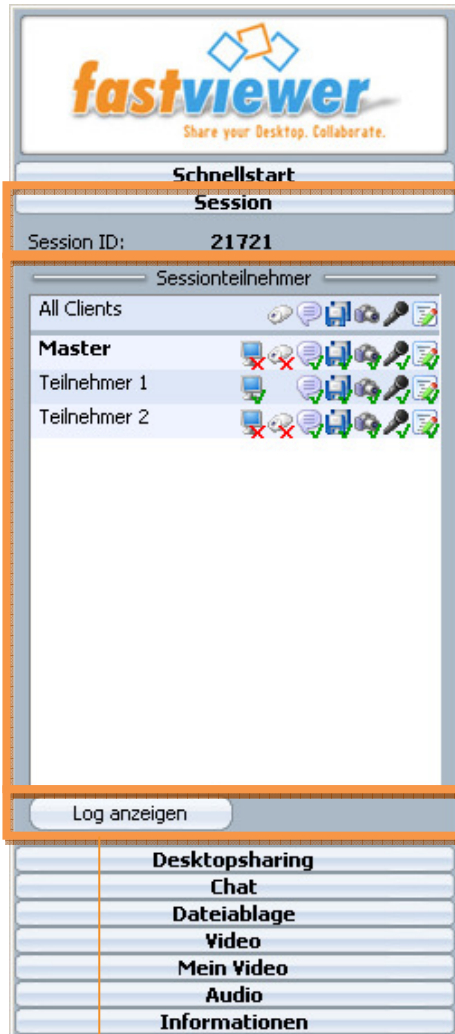 fastviewer
Share your Desktop. Collaborate.
Schnellstart
Session
Session ID: 21721
Sessionteilnehmer
All Clients
Master
Teilnehmer 1
Teilnehmer 2
Log anzeigen
Desktopsharing
Chat
Dateiablage
Video
Mein Video
Audio
Informationen